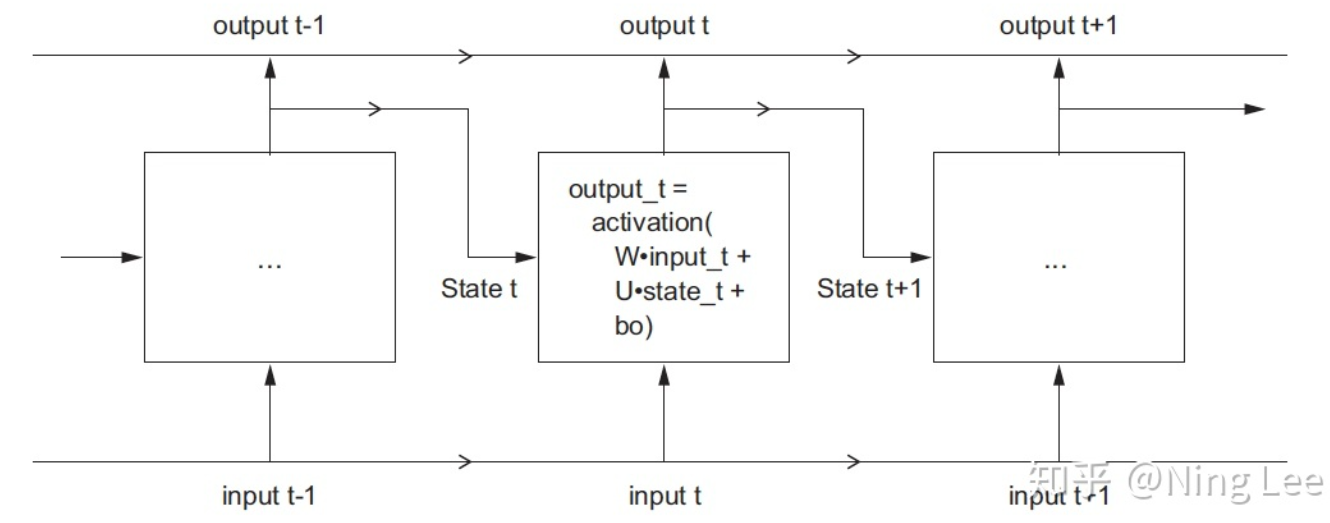 output t-1
output t
output t+1
...
output_t =
activation(
W•input_t +
U•state_t +
bo)
...
State t
State t+1
input t-1
input t
input t+1
知乎 @Ning Lee